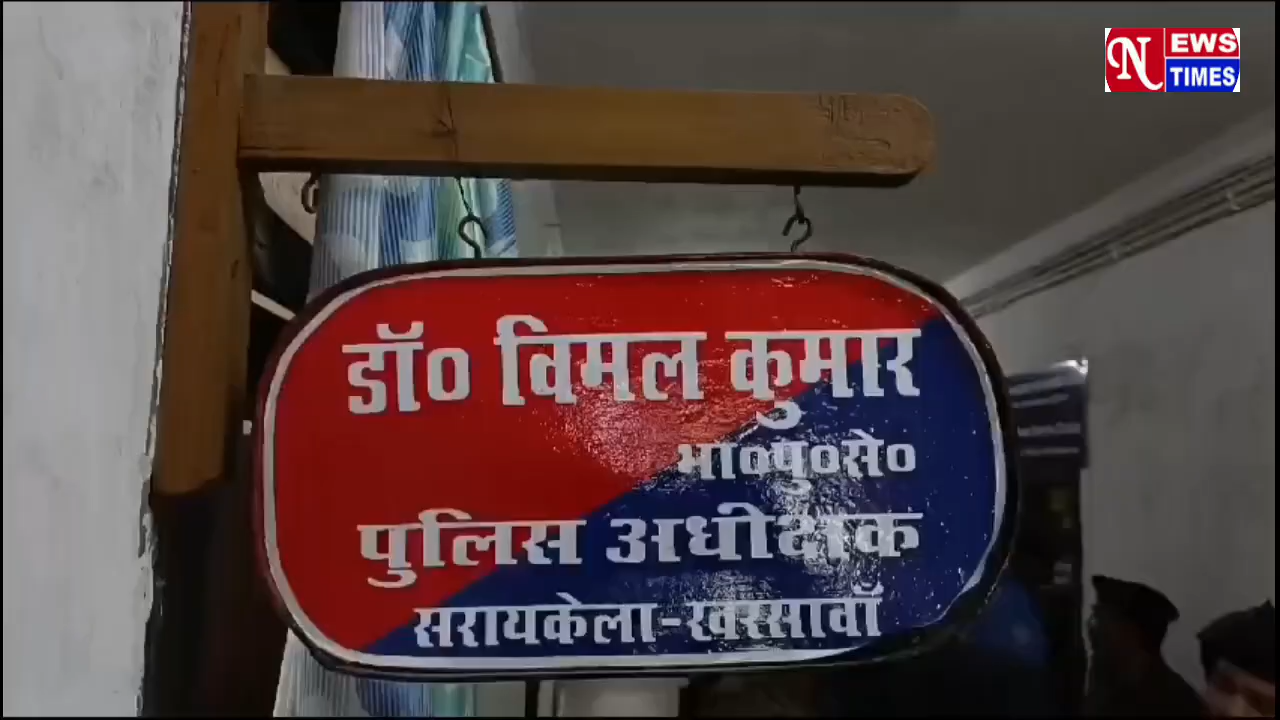 NEWS
TIMES
डॉ० विमल कुमार
भा०पु०से०
पुलिस अधीक्षक
सरायकेला-खरसावाँ